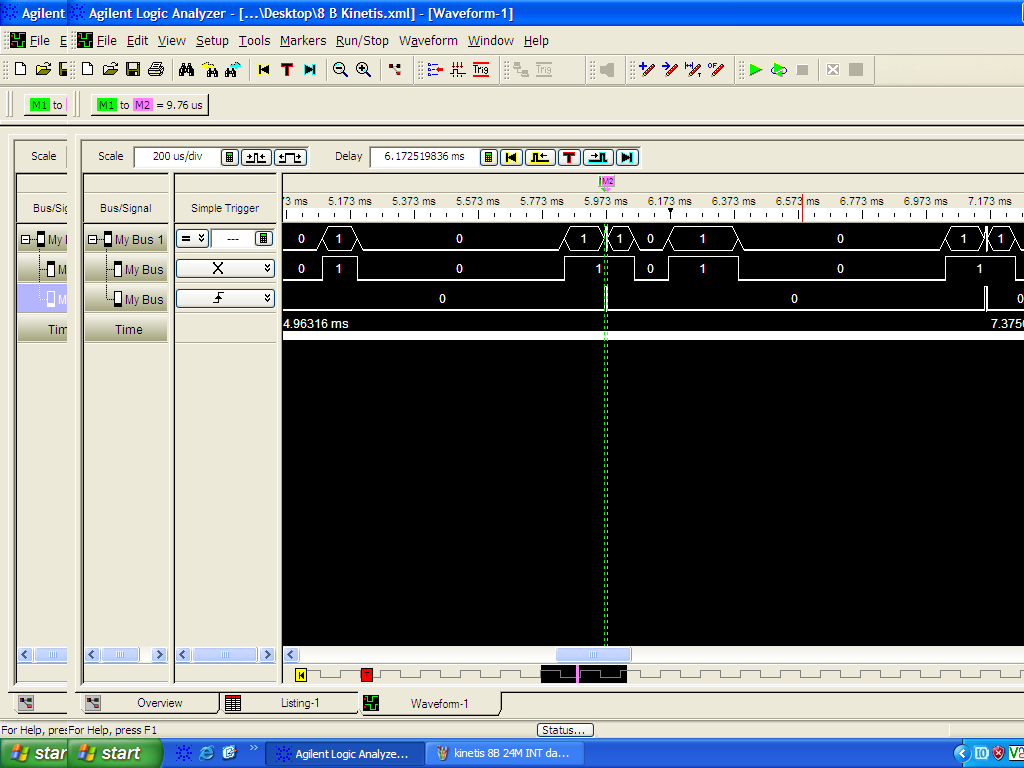 Agilent Agilent Logic Analyzer - [...\Desktop\8 B Kinetis.xml] - [Waveform-1]
File E File Edit View Setup Tools Markers Run/Stop Waveform Window Help
T Trig Trig
M1 to M1 to M2 = 9.76 us
Scale Scale 200 us/div Delay 6.172519836 ms T
M2
73 ms 5.173 ms 5.373 ms 5.573 ms 5.773 ms 5.973 ms 6.173 ms 6.373 ms 6.573 ms 6.773 ms 6.973 ms 7.173 ms
Bus/Sig Bus/Signal Simple Trigger
My My Bus 1 = --- 0 1 0 1 1 0 1 0 1 1
M My Bus X 0 1 0 1 0 1 0 1
M My Bus 0 0 0
Tim Time 4.96316 ms 7.3756
T
Overview Listing-1 Waveform-1
For Help, pres For Help, press F1 Status...
star start » Agilent Logic Analyze... kinetis 8B 24M INT da... IO